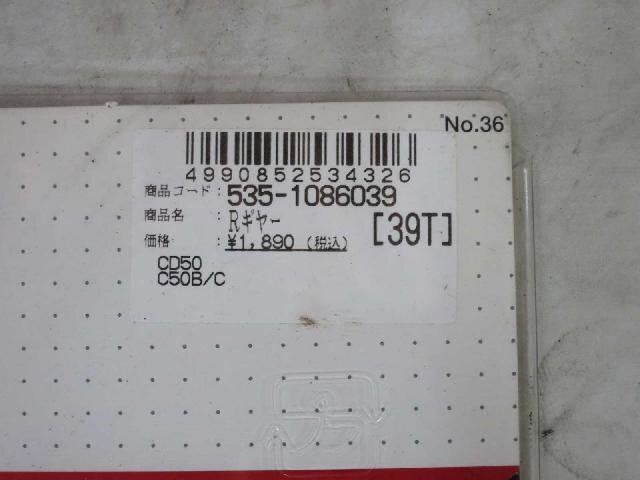 No.36
4990852534326
商品コード : 535-1086039
商品名 : Rギヤー [39T]
価格 : ¥1,890 (税込)
CD50
C50B/C